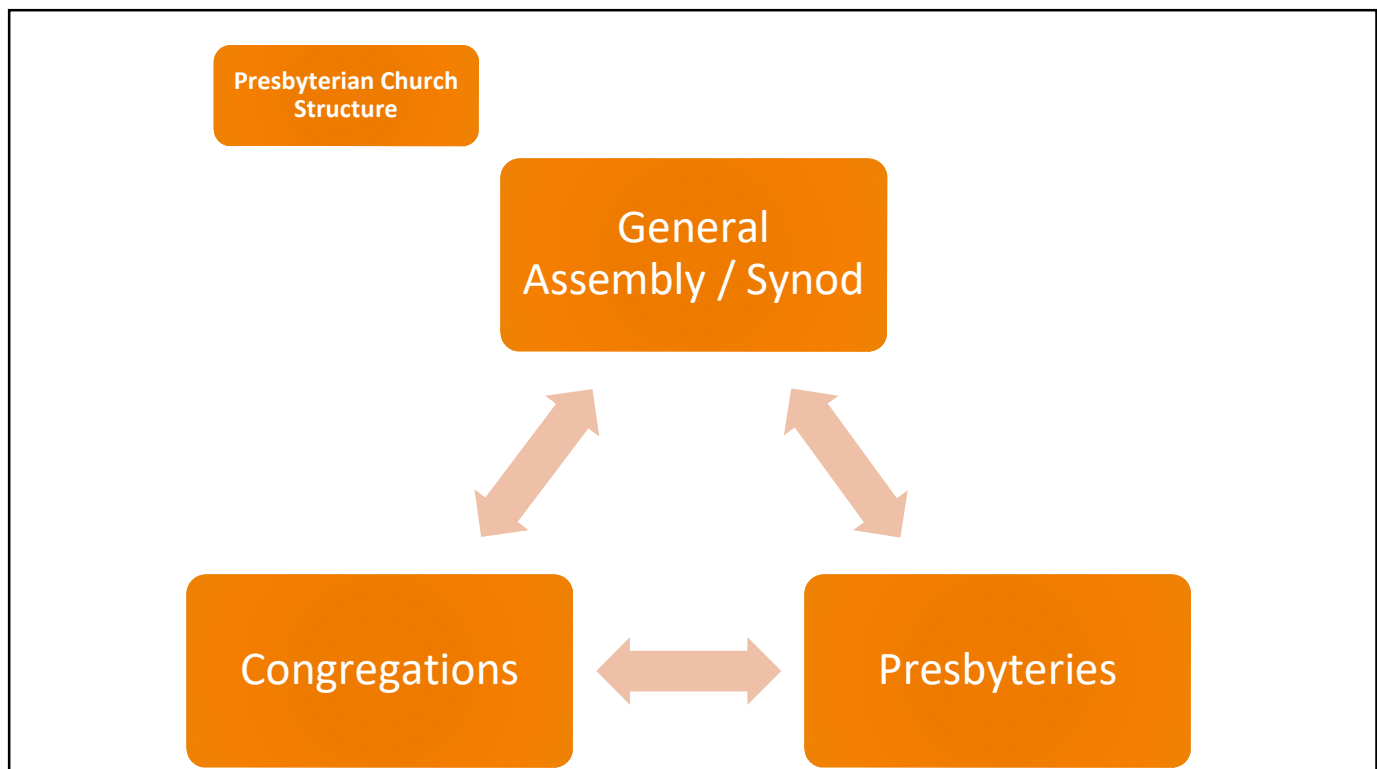 Presbyterian Church
Structure
General
Assembly / Synod
Congregations
Presbyteries